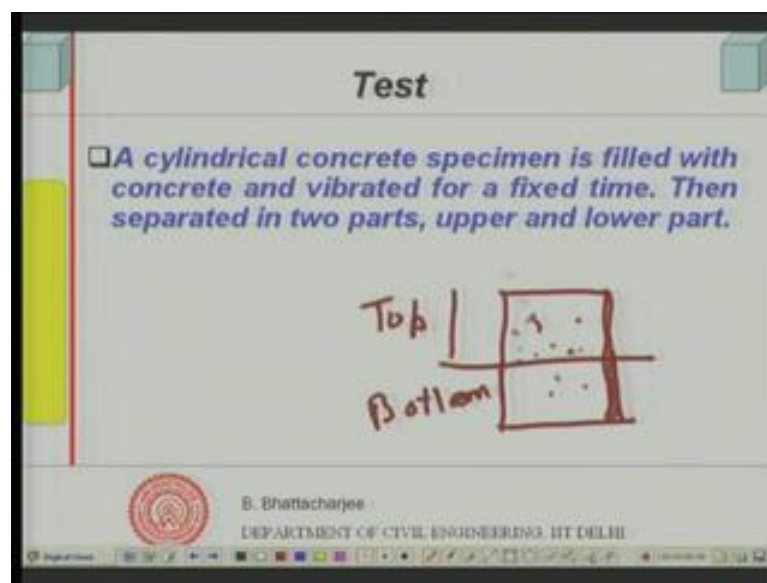 Test
❑A cylindrical concrete specimen is filled with
concrete and vibrated for a fixed time. Then
separated in two parts, upper and lower part.
Top
Bottom
B. Bhattacharjee
DEPARTMENT OF CIVIL ENGINEERING, IIT DELHI